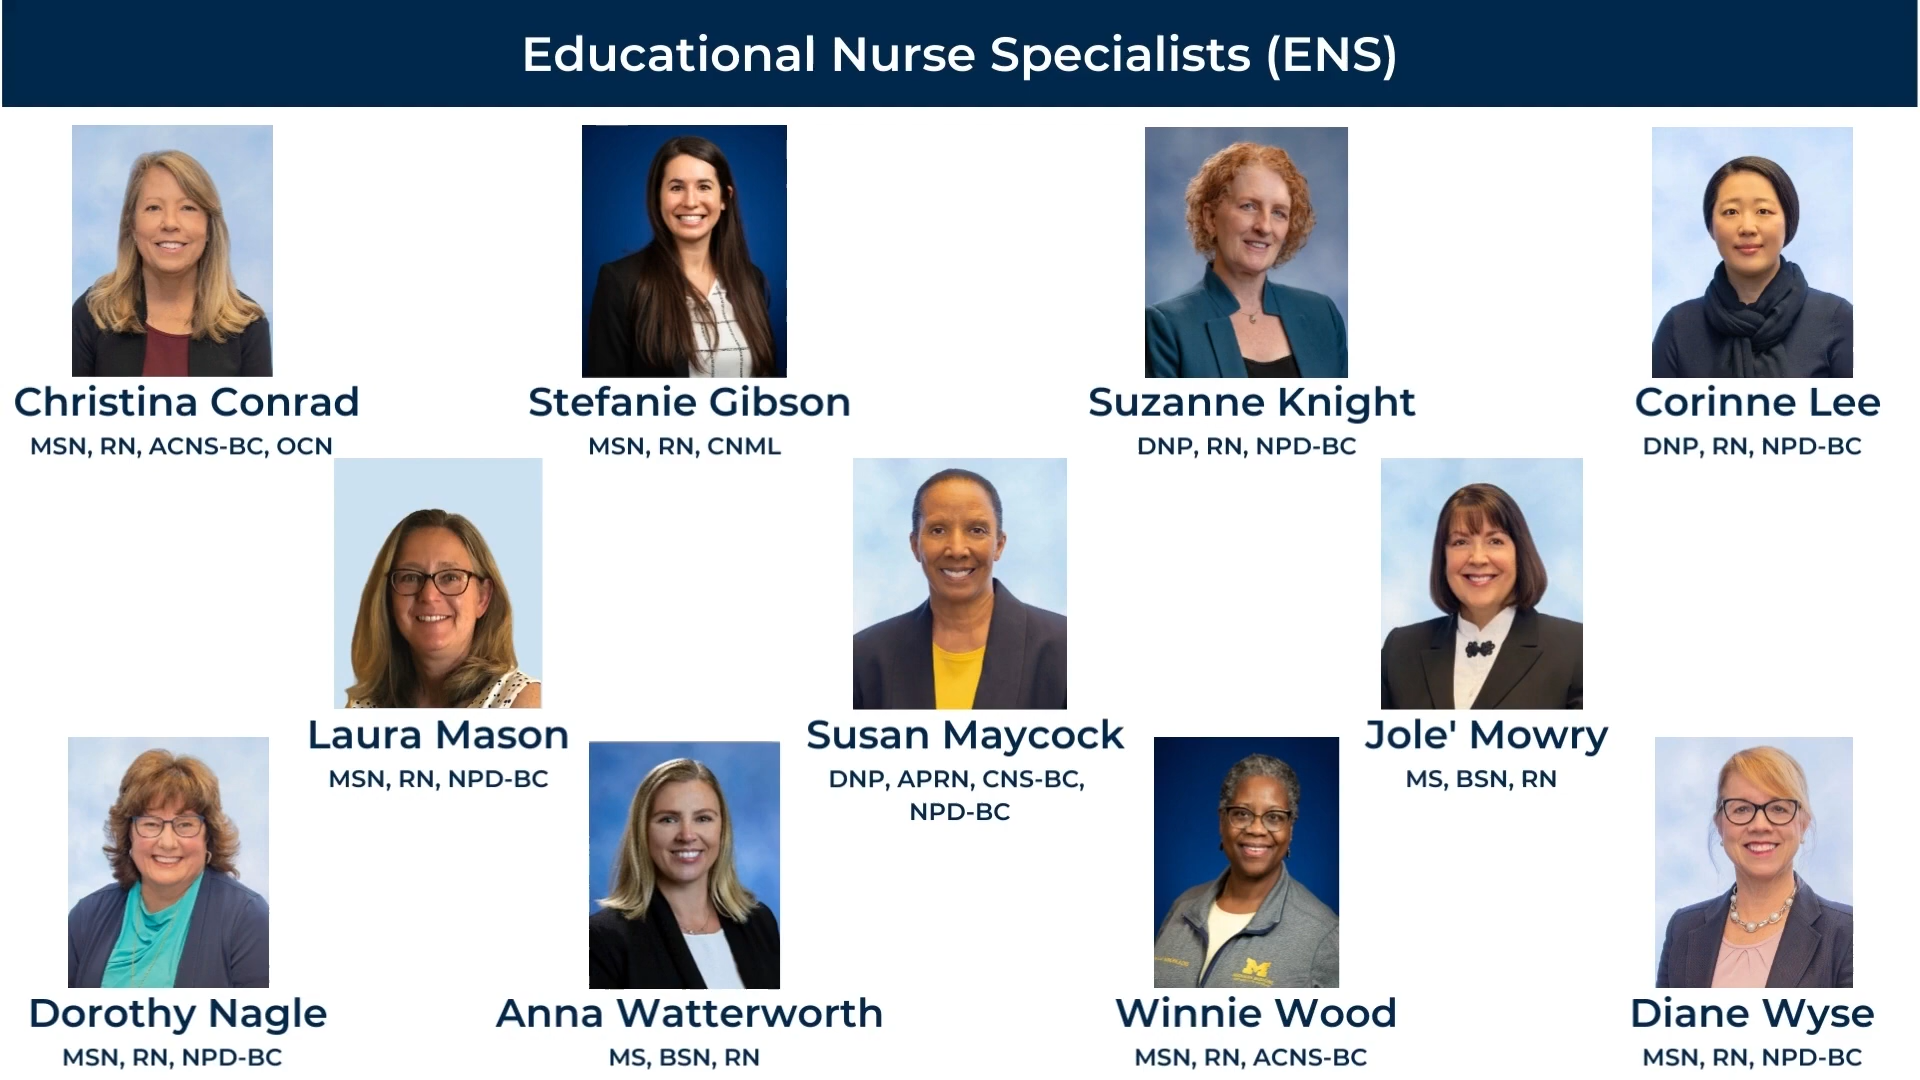 Educational Nurse Specialists (ENS)
Christina Conrad
MSN, RN, ACNS-BC, OCN
Stefanie Gibson
MSN, RN, CNML
Suzanne Knight
DNP, RN, NPD-BC
Corinne Lee
DNP, RN, NPD-BC
Laura Mason
MSN, RN, NPD-BC
Susan Maycock
DNP, APRN, CNS-BC,
NPD-BC
Jole' Mowry
MS, BSN, RN
Dorothy Nagle
MSN, RN, NPD-BC
Anna Watterworth
MS, BSN, RN
M
Winnie Wood
MSN, RN, ACNS-BC
Diane Wyse
MSN, RN, NPD-BC